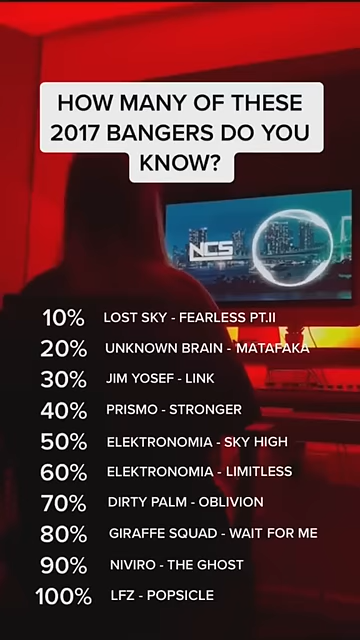 HOW MANY OF THESE
2017 BANGERS DO YOU
KNOW?
NCS
10% LOST SKY - FEARLESS PT.II
20% UNKNOWN BRAIN - MATAFAKA
30% JIM YOSEF - LINK
40% PRISMO - STRONGER
50% ELEKTRONOMIA - SKY HIGH
60% ELEKTRONOMIA - LIMITLESS
70% DIRTY PALM - OBLIVION
80% GIRAFFE SQUAD - WAIT FOR ME
90% NIVIRO - THE GHOST
100% LFZ - POPSICLE